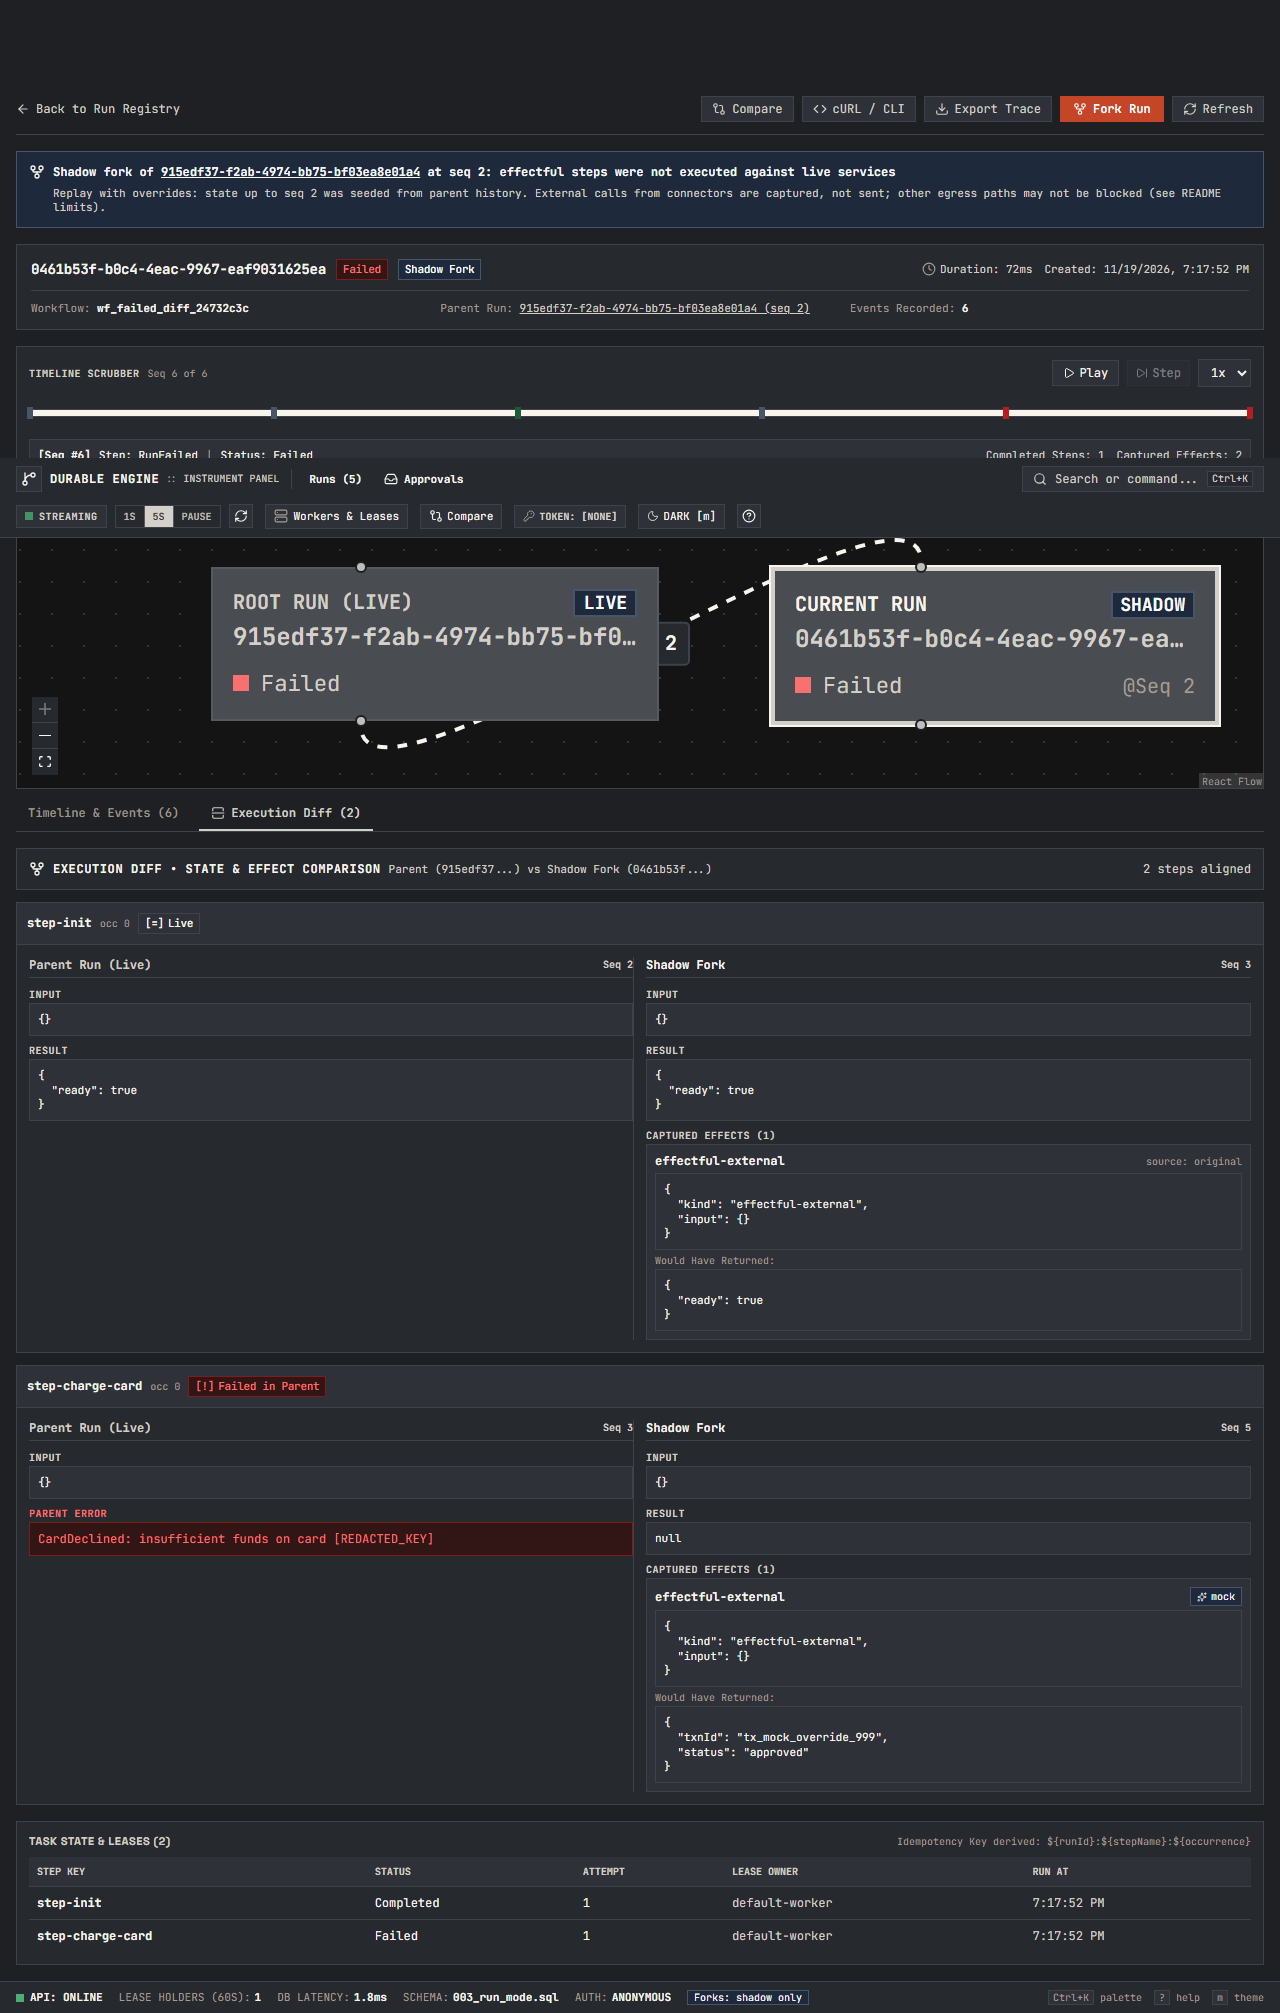 Back to Run Registry
Compare
cURL / CLI
Export Trace
Fork Run
Refresh
Shadow fork of 915edf37-f2ab-4974-bb75-bf03ea8e01a4 at seq 2: effectful steps were not executed against live services
Replay with overrides: state up to seq 2 was seeded from parent history. External calls from connectors are captured, not sent; other egress paths may not be blocked (see README
limits).
0461b53f-b0c4-4eac-9967-eaf9031625ea Failed Shadow Fork
Duration: 72ms Created: 11/19/2026, 7:17:52 PM
Workflow: wf_failed_diff_24732c3c
Parent Run: 915edf37-f2ab-4974-bb75-bf03ea8e01a4 (seq 2)
Events Recorded: 6
TIMELINE SCRUBBER Seq 6 of 6
Play
Step
1x
[Seq #6] Step: RunFailed | Status: Failed
Completed Steps: 1 Captured Effects: 2
DURABLE ENGINE :: INSTRUMENT PANEL
Runs (5)
Approvals
Search or command... Ctrl+K
STREAMING
1S 5S PAUSE
Workers & Leases
Compare
TOKEN: [NONE]
DARK [m]
ROOT RUN (LIVE) LIVE
915edf37-f2ab-4974-bb75-bf0…
Failed
2
CURRENT RUN SHADOW
0461b53f-b0c4-4eac-9967-ea…
Failed @Seq 2
React Flow
Timeline & Events (6)
Execution Diff (2)
EXECUTION DIFF • STATE & EFFECT COMPARISON Parent (915edf37...) vs Shadow Fork (0461b53f...)
2 steps aligned
step-init occ 0 [=] Live
Parent Run (Live) Seq 2
INPUT
{}
RESULT
{
"ready": true
}
Shadow Fork Seq 3
INPUT
{}
RESULT
{
"ready": true
}
CAPTURED EFFECTS (1)
effectful-external source: original
{
"kind": "effectful-external",
"input": {}
}
Would Have Returned:
{
"ready": true
}
step-charge-card occ 0 [!] Failed in Parent
Parent Run (Live) Seq 3
INPUT
{}
PARENT ERROR
CardDeclined: insufficient funds on card [REDACTED_KEY]
Shadow Fork Seq 5
INPUT
{}
RESULT
null
CAPTURED EFFECTS (1)
effectful-external mock
{
"kind": "effectful-external",
"input": {}
}
Would Have Returned:
{
"txnId": "tx_mock_override_999",
"status": "approved"
}
TASK STATE & LEASES (2)
Idempotency Key derived: ${runId}:${stepName}:${occurrence}
STEP KEY STATUS ATTEMPT LEASE OWNER RUN AT
step-init Completed 1 default-worker 7:17:52 PM
step-charge-card Failed 1 default-worker 7:17:52 PM
API: ONLINE LEASE HOLDERS (60S): 1 DB LATENCY: 1.8ms SCHEMA: 003_run_mode.sql AUTH: ANONYMOUS Forks: shadow only
Ctrl+K palette ? help m theme